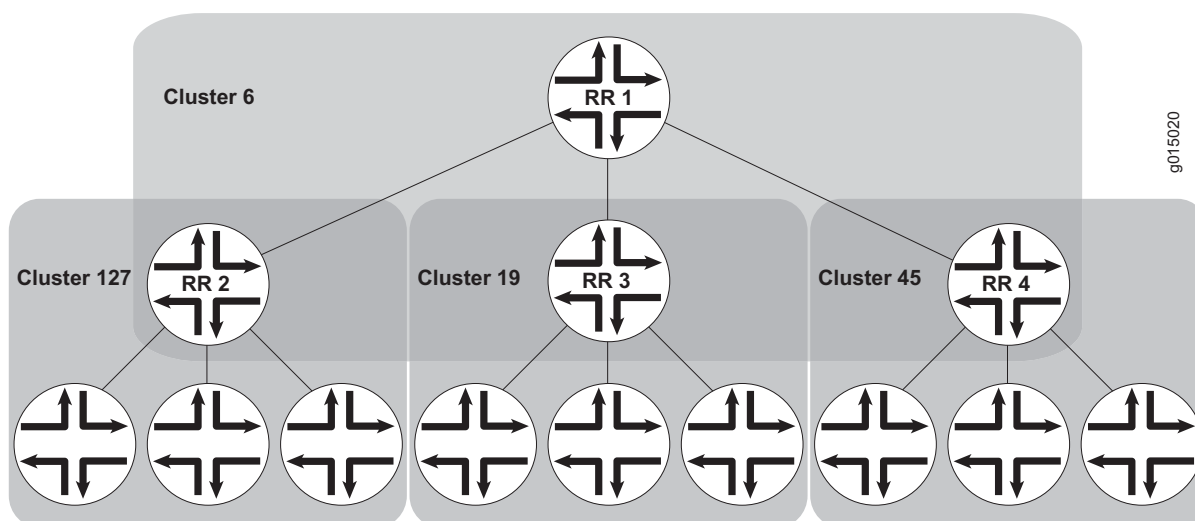 RR 1
Cluster 6
g015020
Cluster 127
RR 2
Cluster 19
RR 3
Cluster 45
RR 4